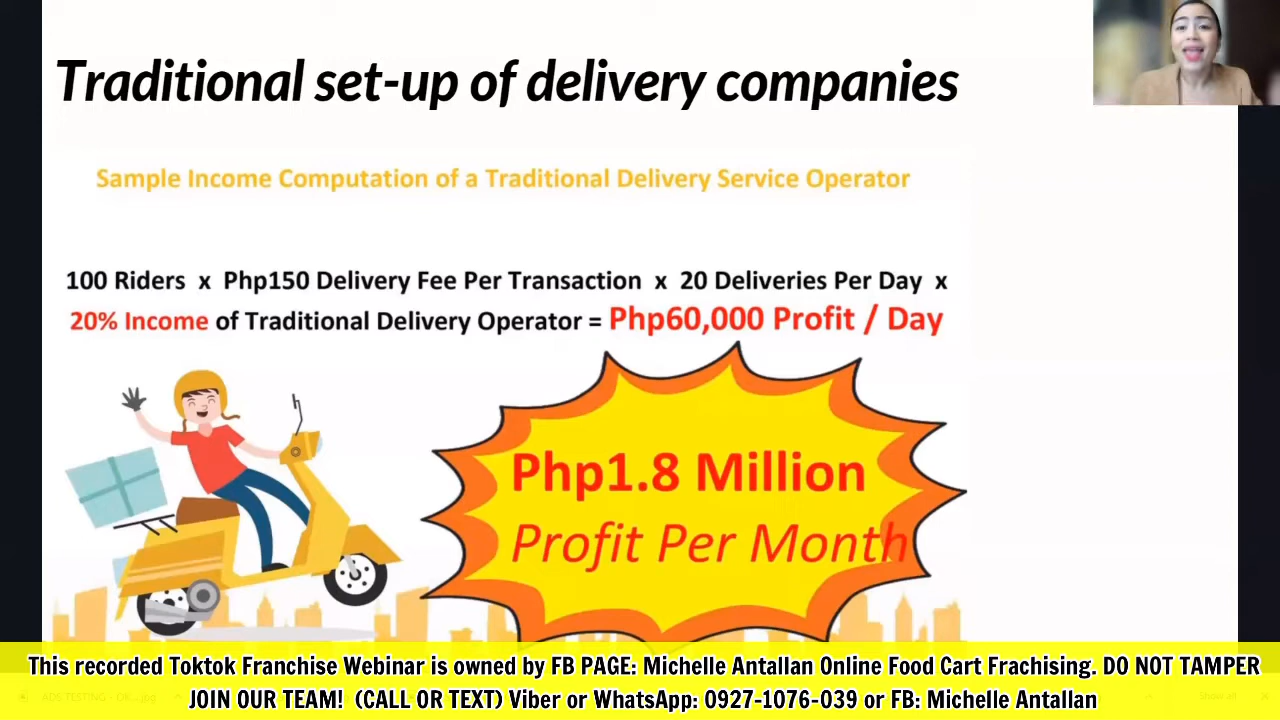 Traditional set-up of delivery companies
Sample Income Computation of a Traditional Delivery Service Operator
100 Riders x Php150 Delivery Fee Per Transaction x 20 Deliveries Per Day x
20% Income of Traditional Delivery Operator = Php60,000 Profit / Day
Php1.8 Million
Profit Per Month
This recorded Toktok Franchise Webinar is owned by FB PAGE: Michelle Antallan Online Food Cart Frachising. DO NOT TAMPER
JOIN OUR TEAM! (CALL OR TEXT) Viber or WhatsApp: 0927-1076-039 or FB: Michelle Antallan